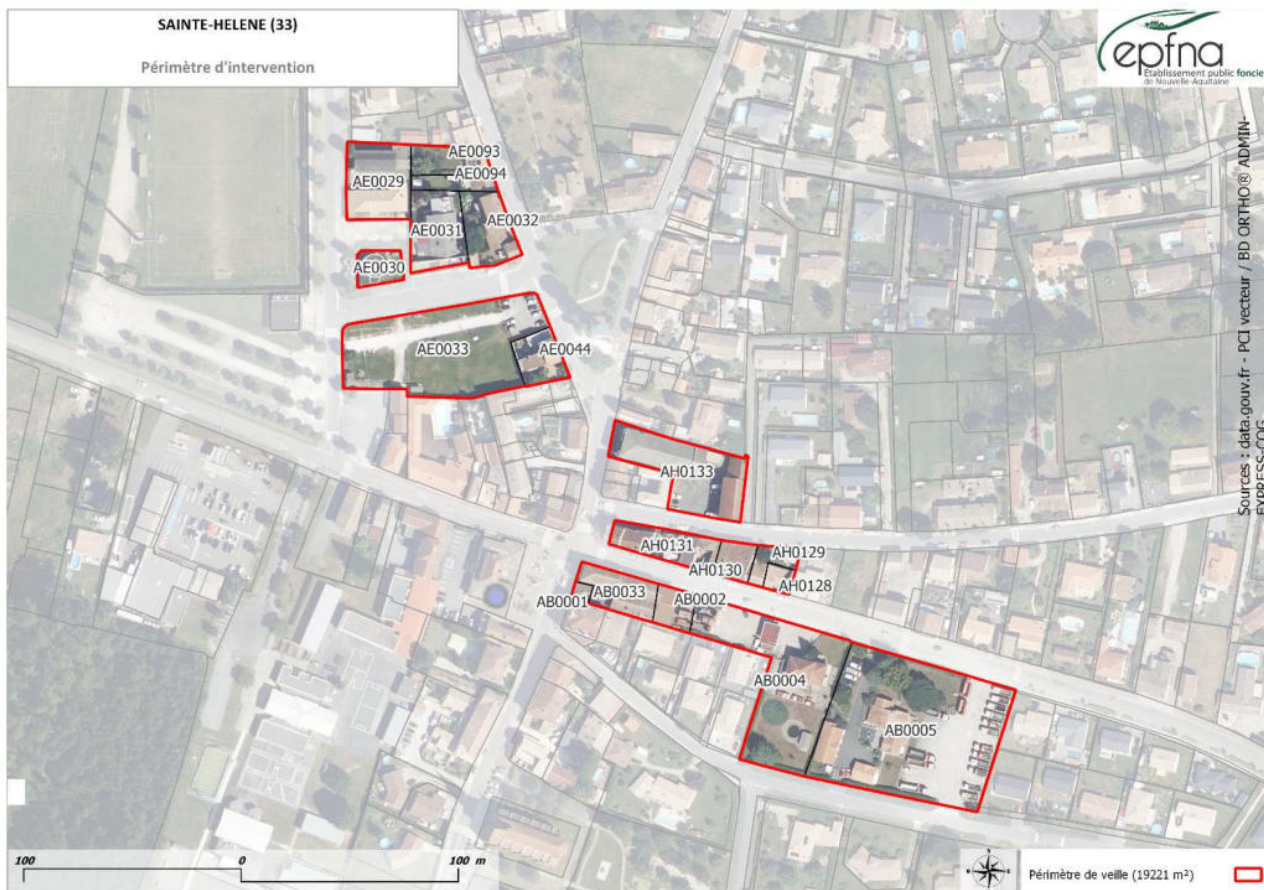 SAINTE-HELENE (33)
Périmètre d'intervention
epfna
Etablissement public foncie
de Nouvelle-Aquitaine
Sources : data.gouv.fr - PCI vecteur / BD ORTHO® ADMIN-
EXPRESS-COG
AE0093
AE0094
AE0029
AE0032
AE0031
AE0030
AE0033
AE0044
AH0133
AH0131
AH0129
AH0130
AH0128
AB0001
AB0033
AB0002
AB0004
AB0005
100 0 100 m
Périmètre de veille (19221 m²)